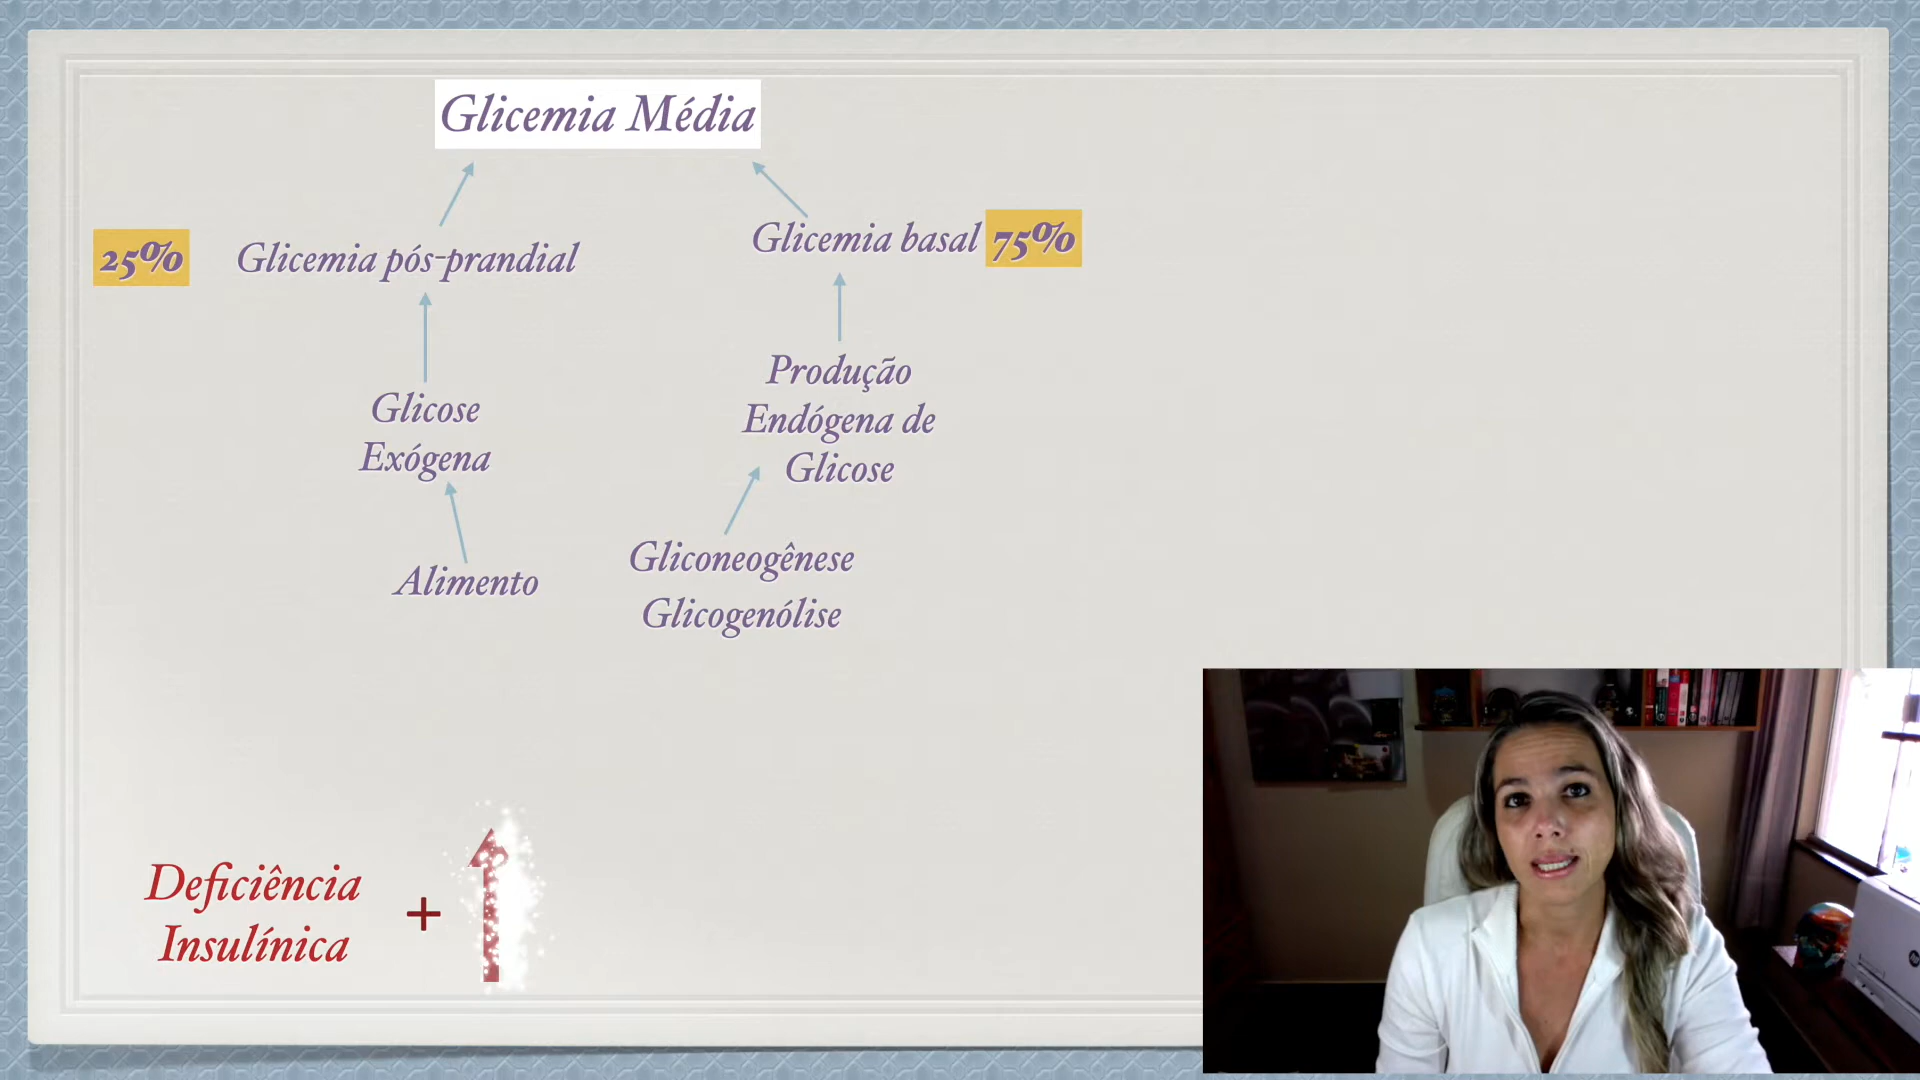 Glicemia Média
25%
Glicemia pós-prandial
Glicemia basal
75%
Glicose
Exógena
Alimento
Produção
Endógena de
Glicose
Gliconeogênese
Glicogenólise
Deficiência
Insulínica
+